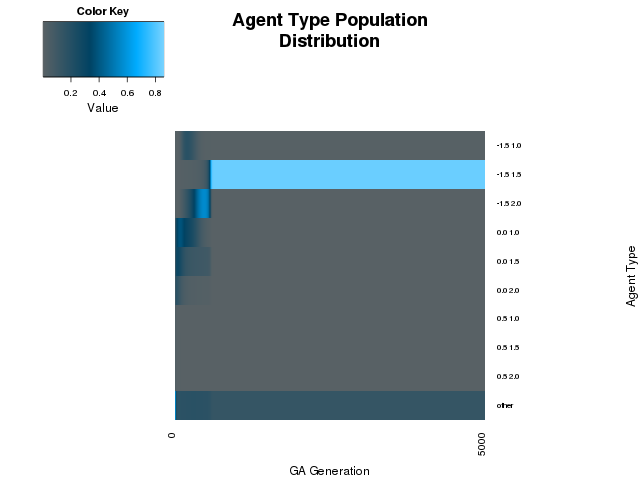 Color Key
0.2 0.4 0.6 0.8
Value
Agent Type Population
Distribution
-1.5 1.0
-1.5 1.5
-1.5 2.0
0.0 1.0
0.0 1.5
0.0 2.0
0.5 1.0
0.5 1.5
0.5 2.0
other
Agent Type
0 5000
GA Generation